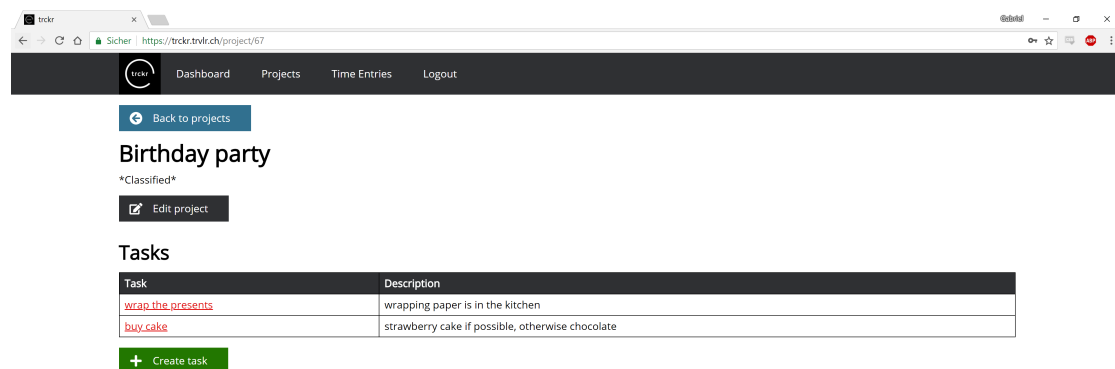 trckr
Gabriel
Sicher https://trckr.trvlr.ch/project/67
ABP
trckr Dashboard Projects Time Entries Logout
Back to projects
Birthday party
*Classified*
Edit project
Tasks
Task Description
wrap the presents wrapping paper is in the kitchen
buy cake strawberry cake if possible, otherwise chocolate
Create task